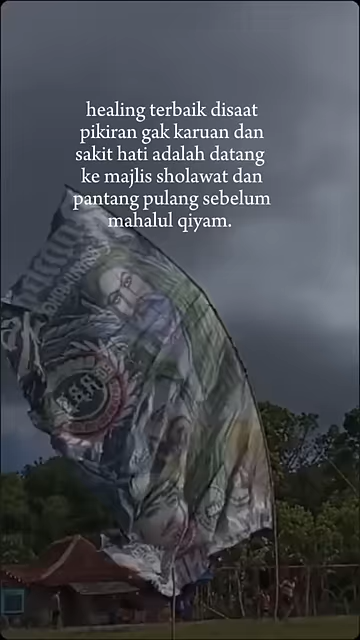 healing terbaik disaat
pikiran gak karuan dan
sakit hati adalah datang
ke majlis sholawat dan
pantang pulang sebelum
mahalul qiyam.